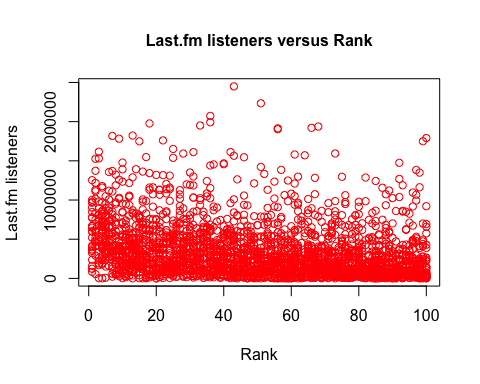 Last.fm listeners versus Rank
Last.fm listeners
2000000
1000000
0
0 20 40 60 80 100
Rank